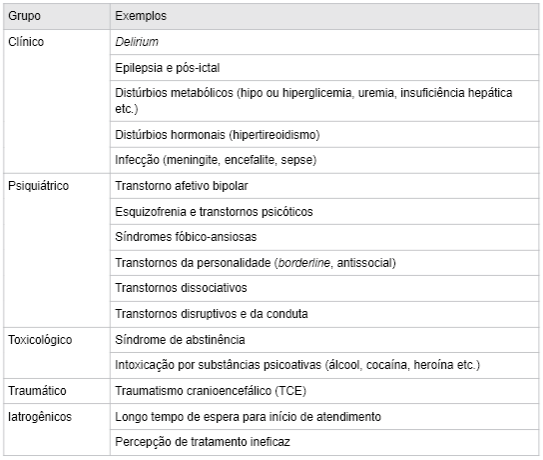 Grupo Exemplos
Clínico Delirium
Epilepsia e pós-ictal
Distúrbios metabólicos (hipo ou hiperglicemia, uremia, insuficiência hepática
etc.)
Distúrbios hormonais (hipertireoidismo)
Infecção (meningite, encefalite, sepse)
Psiquiátrico Transtorno afetivo bipolar
Esquizofrenia e transtornos psicóticos
Síndromes fóbico-ansiosas
Transtornos da personalidade (borderline, antissocial)
Transtornos dissociativos
Transtornos disruptivos e da conduta
Toxicológico Síndrome de abstinência
Intoxicação por substâncias psicoativas (álcool, cocaína, heroína etc.)
Traumático Traumatismo cranioencefálico (TCE)
Iatrogênicos Longo tempo de espera para início de atendimento
Percepção de tratamento ineficaz